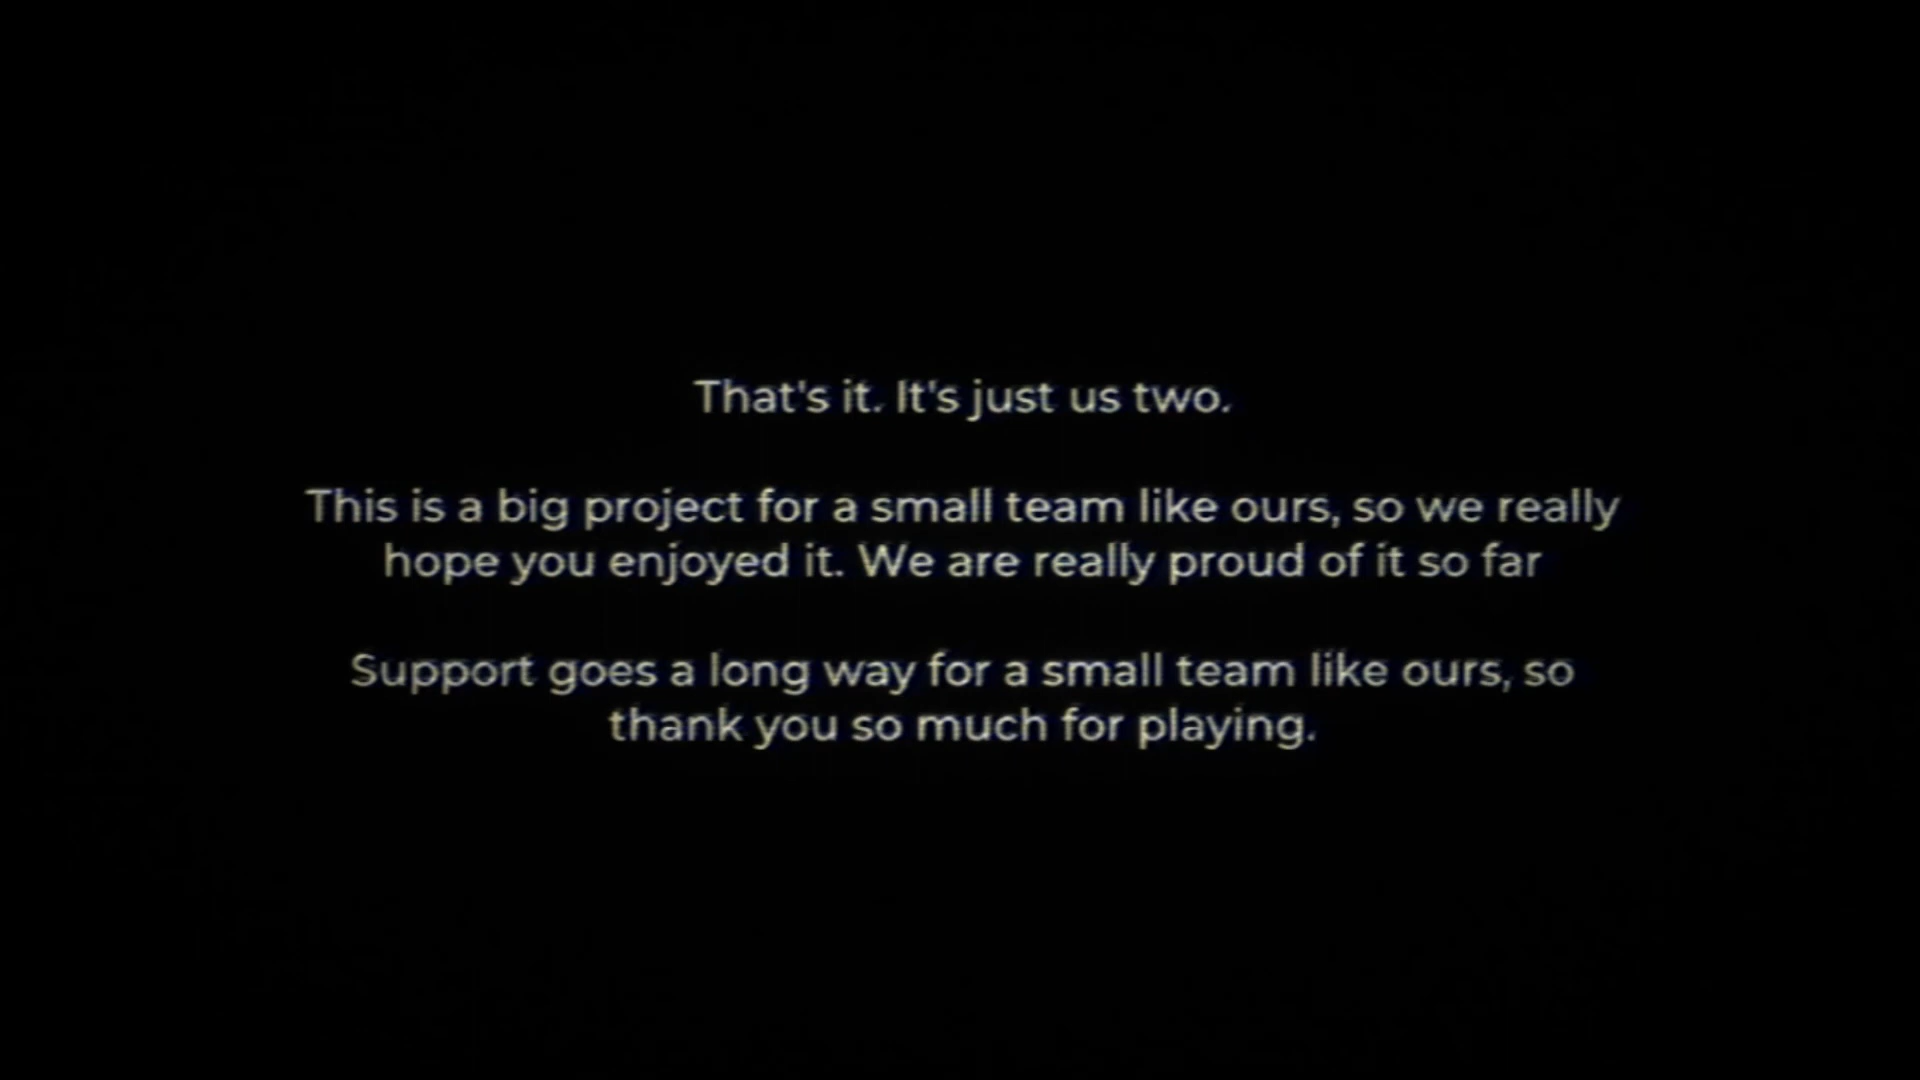 That's it. It's just us two.
This is a big project for a small team like ours, so we really
hope you enjoyed it. We are really proud of it so far
Support goes a long way for a small team like ours, so
thank you so much for playing.